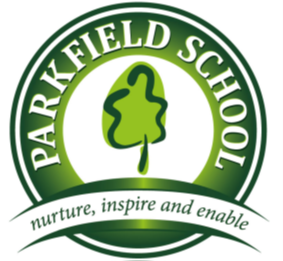 PARKFIELD SCHOOL
nurture, inspire and enable